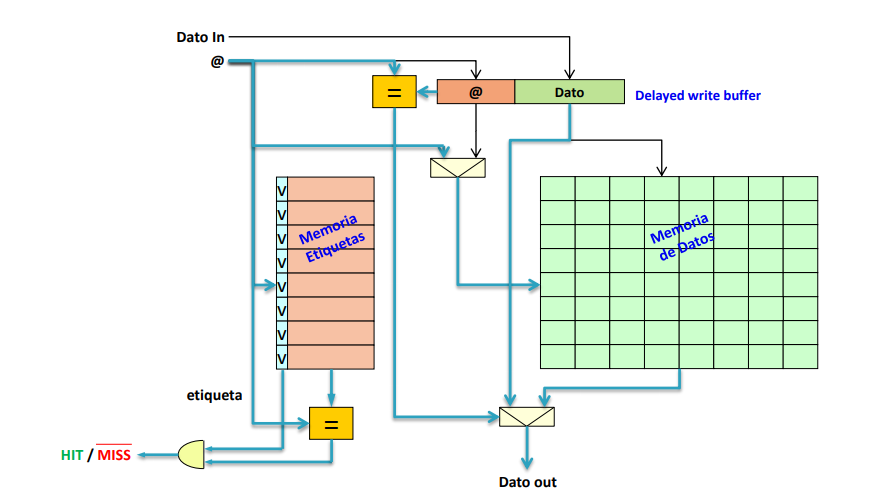 Dato In
@
=
@
Dato
Delayed write buffer
V
V
V
V
V
V
V
V
Memoria
Etiquetas
Memoria
de Datos
etiqueta
=
HIT / MISS
Dato out